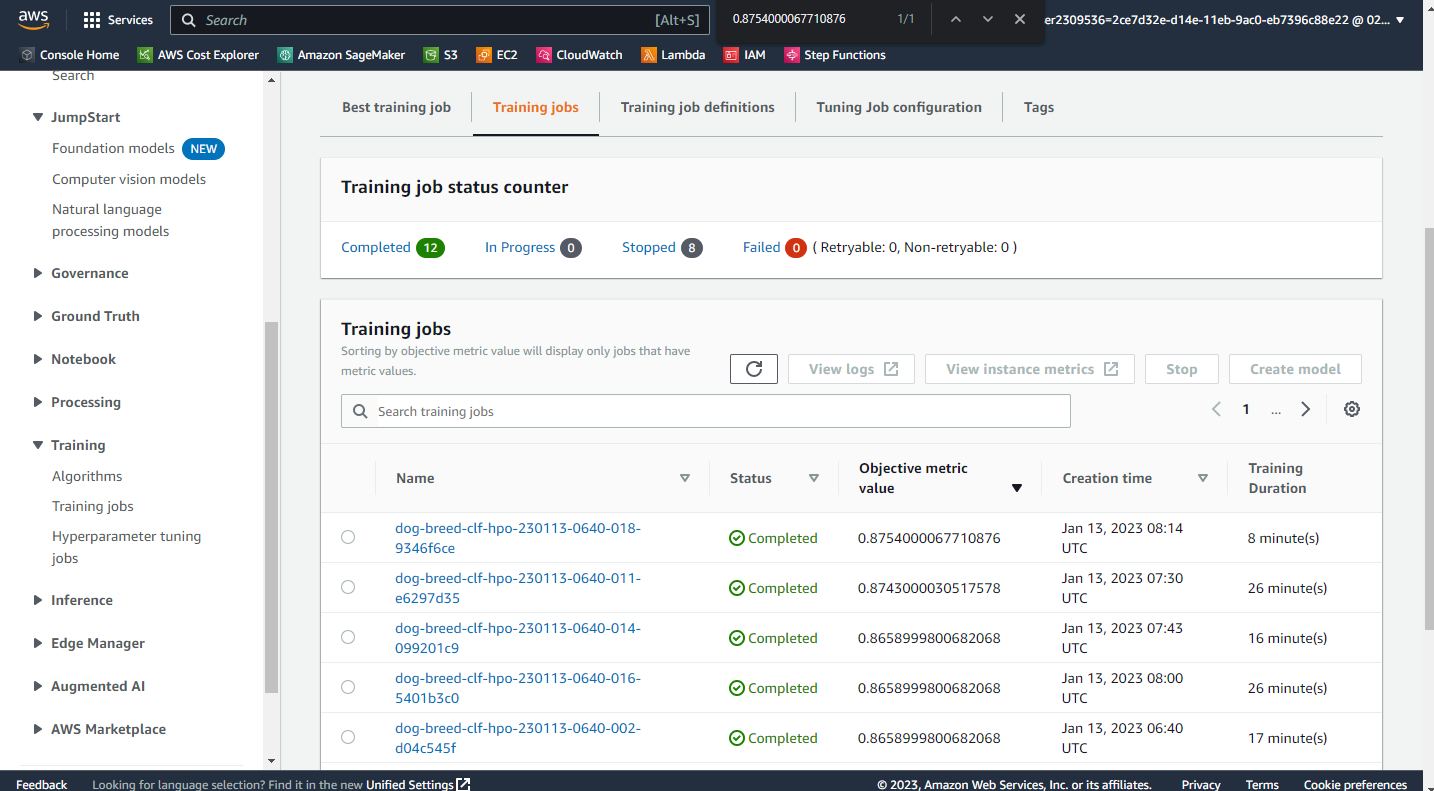 aws
Services
Search
[Alt+S]
0.8754000067710876
1/1
er2309536=2ce7d32e-d14e-11eb-9ac0-eb7396c88e22 @ 02...
Console Home
AWS Cost Explorer
Amazon SageMaker
S3
EC2
CloudWatch
Lambda
IAM
Step Functions
Search
JumpStart
Foundation models NEW
Computer vision models
Natural language
processing models
Governance
Ground Truth
Notebook
Processing
Training
Algorithms
Training jobs
Hyperparameter tuning
jobs
Inference
Edge Manager
Augmented AI
AWS Marketplace
Best training job
Training jobs
Training job definitions
Tuning Job configuration
Tags
Training job status counter
Completed 12
In Progress 0
Stopped 8
Failed 0 ( Retryable: 0, Non-retryable: 0 )
Training jobs
Sorting by objective metric value will display only jobs that have
metric values.
View logs
View instance metrics
Stop
Create model
Search training jobs
1 ...
Name
Status
Objective metric
value
Creation time
Training
Duration
dog-breed-clf-hpo-230113-0640-018-
9346f6ce
Completed
0.8754000067710876
Jan 13, 2023 08:14
UTC
8 minute(s)
dog-breed-clf-hpo-230113-0640-011-
e6297d35
Completed
0.8743000030517578
Jan 13, 2023 07:30
UTC
26 minute(s)
dog-breed-clf-hpo-230113-0640-014-
099201c9
Completed
0.8658999800682068
Jan 13, 2023 07:43
UTC
16 minute(s)
dog-breed-clf-hpo-230113-0640-016-
5401b3c0
Completed
0.8658999800682068
Jan 13, 2023 08:00
UTC
26 minute(s)
dog-breed-clf-hpo-230113-0640-002-
d04c545f
Completed
0.8658999800682068
Jan 13, 2023 06:40
UTC
17 minute(s)
Feedback
Looking for language selection? Find it in the new Unified Settings
© 2023, Amazon Web Services, Inc. or its affiliates.
Privacy
Terms
Cookie preferences